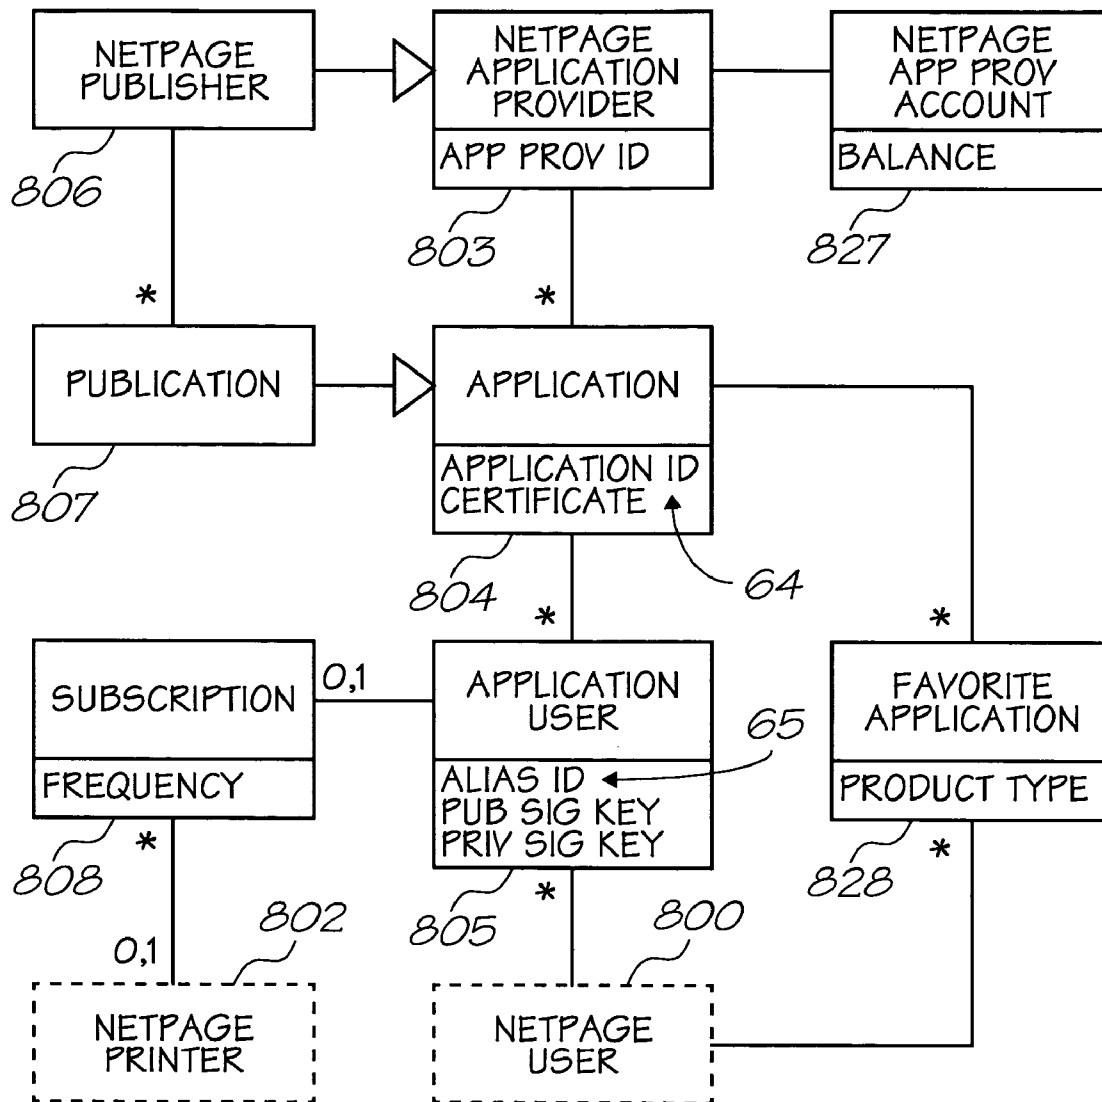 NETPAGE
PUBLISHER
NETPAGE
APPLICATION
PROVIDER
APP PROV ID
NETPAGE
APP PROV
ACCOUNT
BALANCE
806
803
827
*
*
PUBLICATION
APPLICATION
APPLICATION ID
CERTIFICATE
807
804
64
*
*
SUBSCRIPTION
FREQUENCY
0,1
APPLICATION
USER
65
ALIAS ID
PUB SIG KEY
PRIV SIG KEY
FAVORITE
APPLICATION
PRODUCT TYPE
808
*
805
*
828
*
802
800
0,1
NETPAGE
PRINTER
NETPAGE
USER